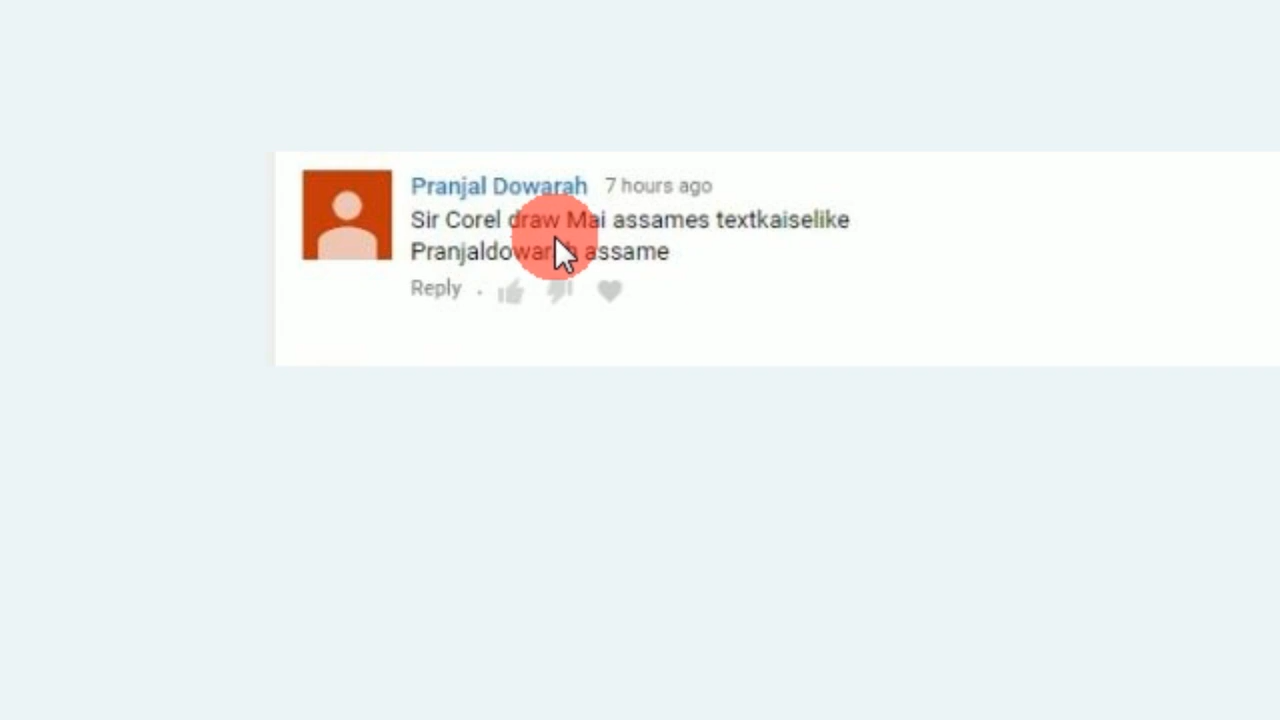 Pranjal Dowarah 7 hours ago
Sir Corel draw Mai assames textkaiselike
Pranjaldowarah assame
Reply .